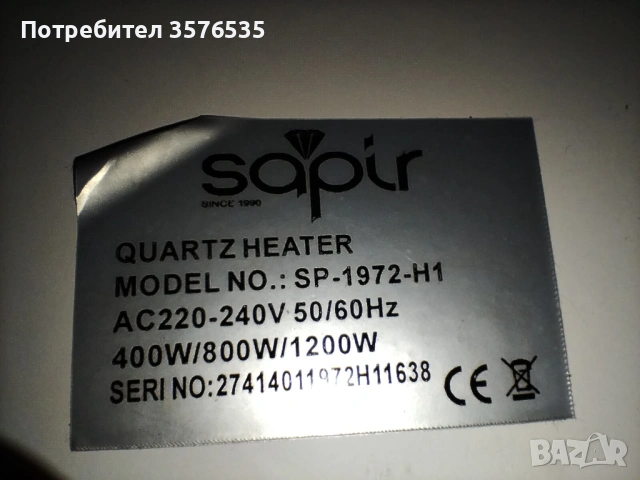 Потребител 3576535
sapir
SINCE 1990
QUARTZ HEATER
MODEL NO.: SP-1972-H1
AC220-240V 50/60Hz
400W/800W/1200W
SERI NO:27414011972H11638
CE
BAZAR